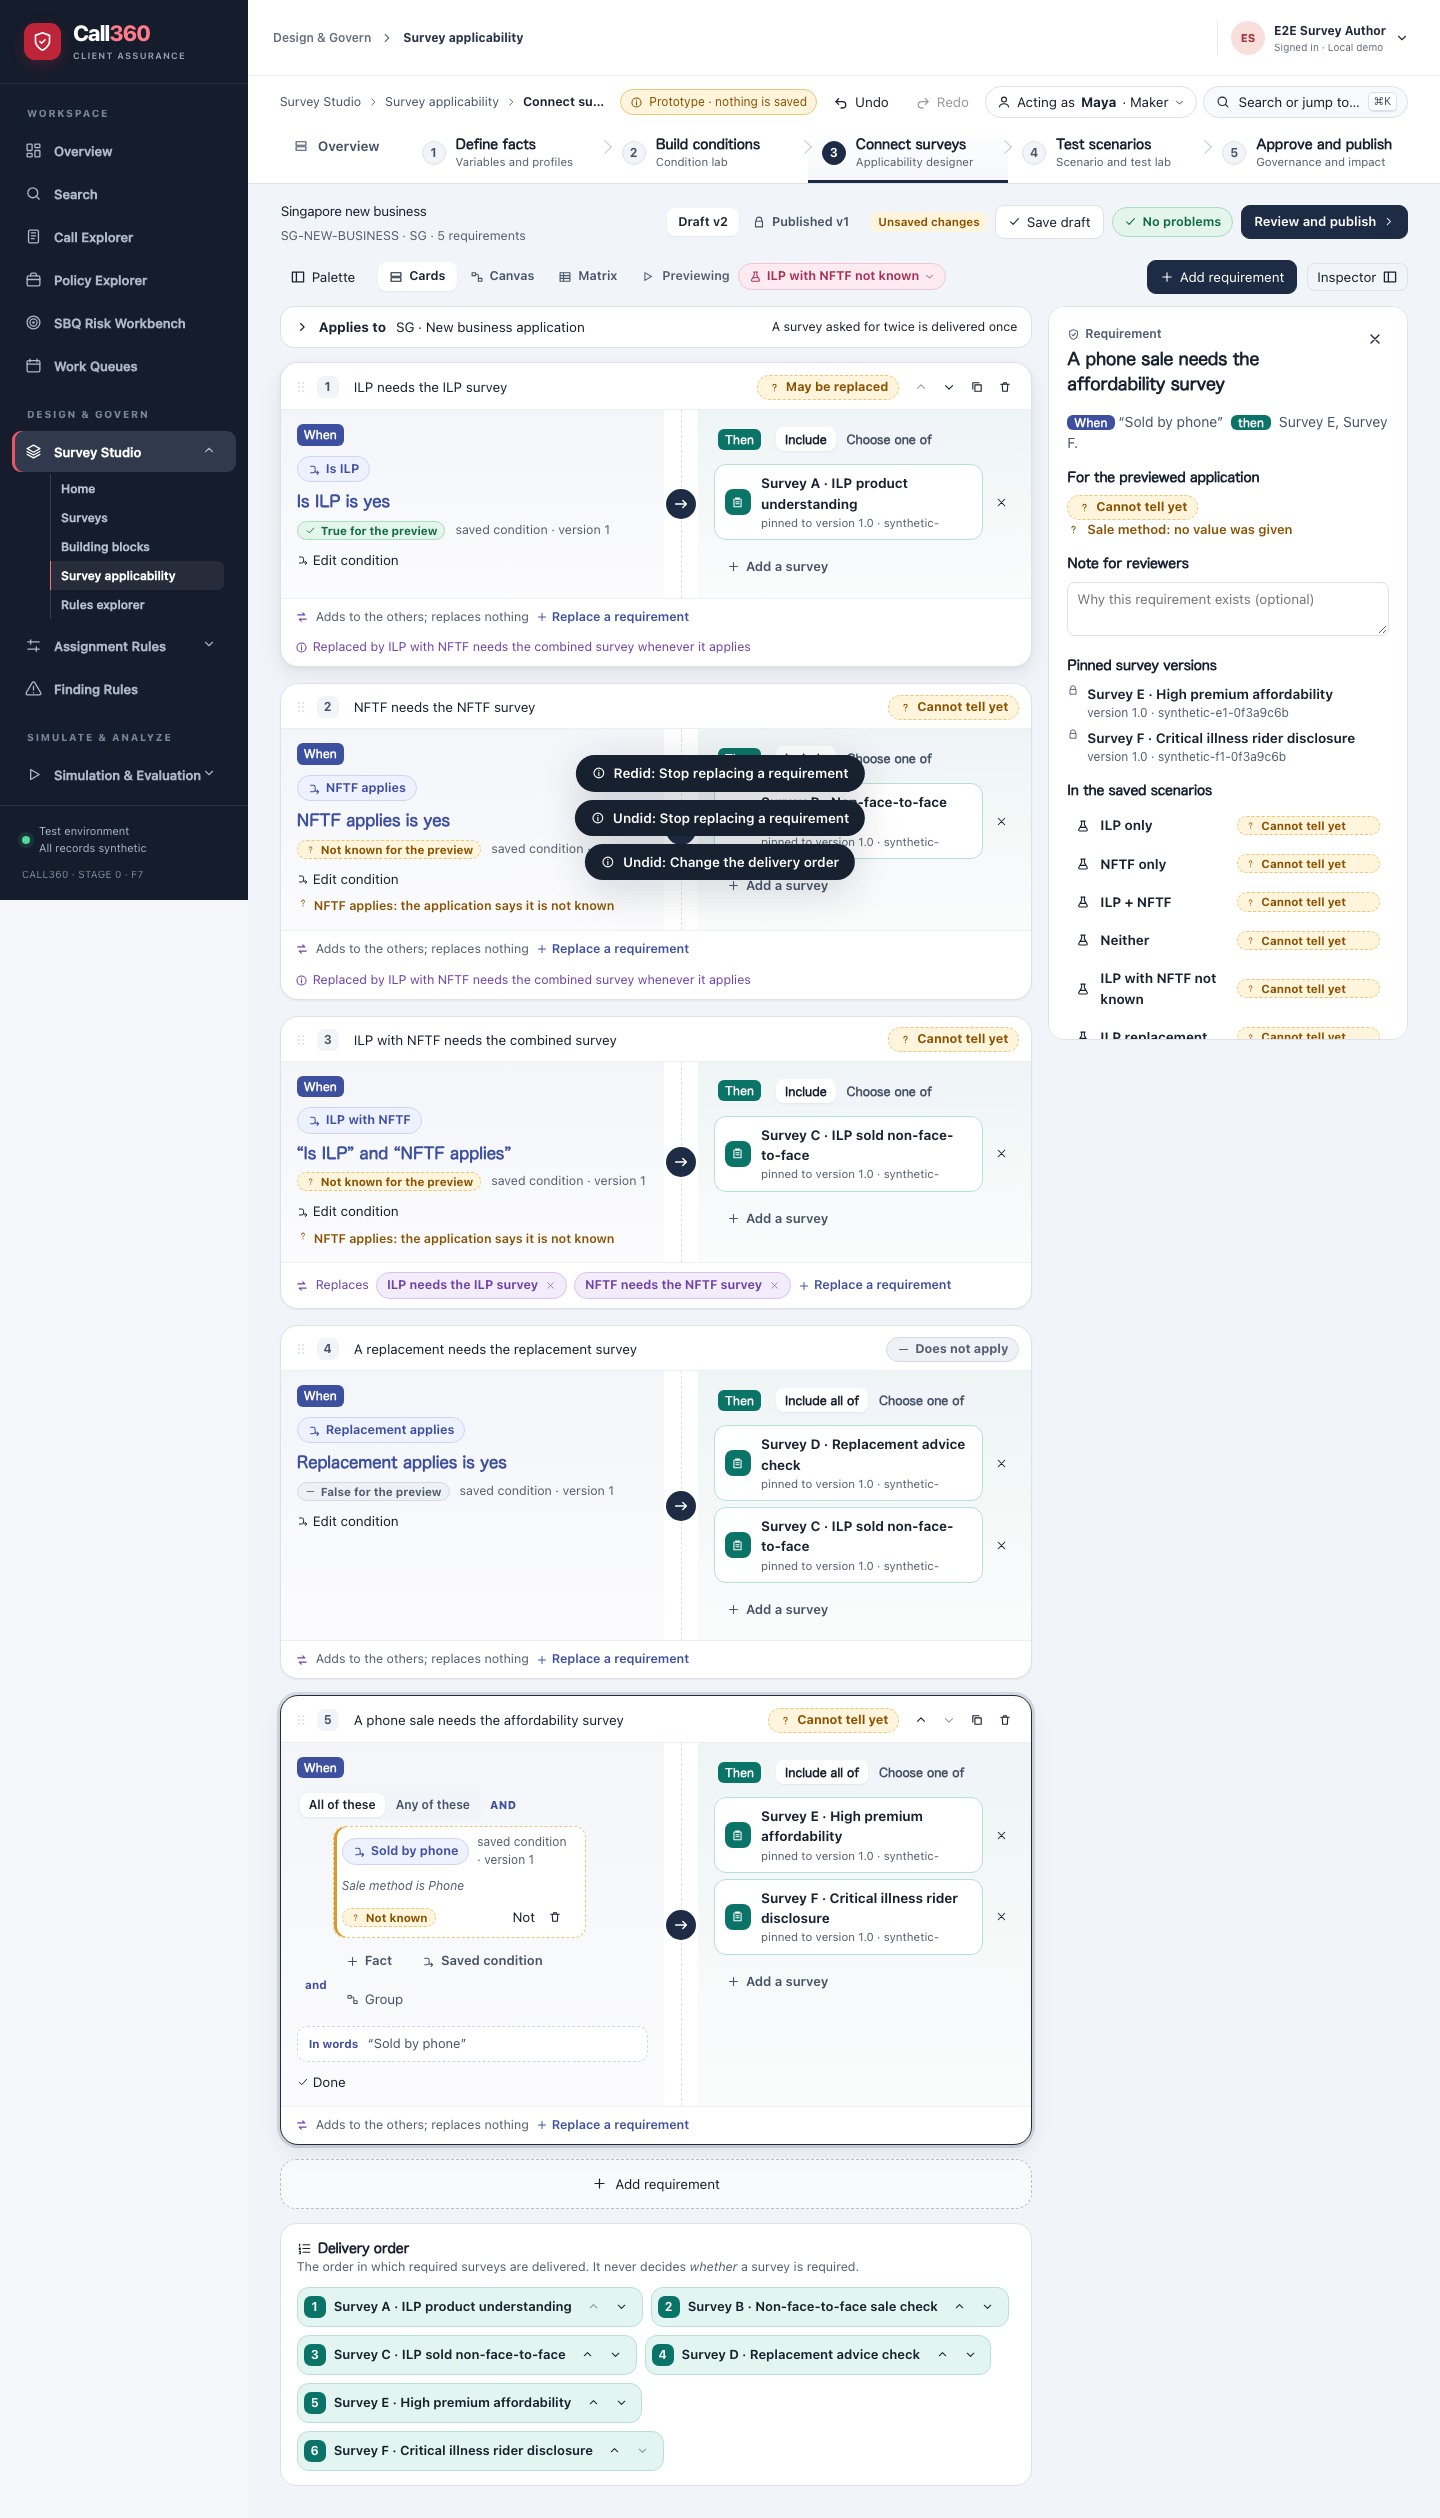 Call360
CLIENT ASSURANCE
WORKSPACE
Overview
Search
Call Explorer
Policy Explorer
SBQ Risk Workbench
Work Queues
DESIGN & GOVERN
Survey Studio
Home
Surveys
Building blocks
Survey applicability
Rules explorer
Assignment Rules
Finding Rules
SIMULATE & ANALYZE
Simulation & Evaluation
Test environment
All records synthetic
CALL360 · STAGE 0 · F7
Design & Govern > Survey applicability
ES
E2E Survey Author
Signed in · Local demo
Survey Studio > Survey applicability > Connect su...
Prototype · nothing is saved
Undo
Redo
Acting as Maya · Maker
Search or jump to... ⌘K
Overview
1 Define facts
Variables and profiles
2 Build conditions
Condition lab
3 Connect surveys
Applicability designer
4 Test scenarios
Scenario and test lab
5 Approve and publish
Governance and impact
Singapore new business
SG-NEW-BUSINESS · SG · 5 requirements
Draft v2
Published v1
Unsaved changes
Save draft
No problems
Review and publish
Palette
Cards
Canvas
Matrix
Previewing
ILP with NFTF not known
Add requirement
Inspector
Applies to SG · New business application
A survey asked for twice is delivered once
1 ILP needs the ILP survey
? May be replaced
When
Is ILP
Is ILP is yes
True for the preview saved condition · version 1
Edit condition
Then Include Choose one of
Survey A · ILP product
understanding
pinned to version 1.0 · synthetic-
Add a survey
Adds to the others; replaces nothing + Replace a requirement
Replaced by ILP with NFTF needs the combined survey whenever it applies
2 NFTF needs the NFTF survey
? Cannot tell yet
When
NFTF applies
NFTF applies is yes
? Not known for the preview saved condition
Edit condition
? NFTF applies: the application says it is not known
Choose one of
-face-to-face
synthetic-
Add a survey
Redid: Stop replacing a requirement
Undid: Stop replacing a requirement
Undid: Change the delivery order
Adds to the others; replaces nothing + Replace a requirement
Replaced by ILP with NFTF needs the combined survey whenever it applies
3 ILP with NFTF needs the combined survey
? Cannot tell yet
When
ILP with NFTF
“Is ILP” and “NFTF applies”
? Not known for the preview saved condition · version 1
Edit condition
? NFTF applies: the application says it is not known
Then Include Choose one of
Survey C · ILP sold non-face-
to-face
pinned to version 1.0 · synthetic-
Add a survey
Replaces ILP needs the ILP survey × NFTF needs the NFTF survey × + Replace a requirement
4 A replacement needs the replacement survey
— Does not apply
When
Replacement applies
Replacement applies is yes
— False for the preview saved condition · version 1
Edit condition
Then Include all of Choose one of
Survey D · Replacement advice
check
pinned to version 1.0 · synthetic-
Survey C · ILP sold non-face-
to-face
pinned to version 1.0 · synthetic-
Add a survey
Adds to the others; replaces nothing + Replace a requirement
5 A phone sale needs the affordability survey
? Cannot tell yet
When
All of these Any of these AND
Sold by phone saved condition
· version 1
Sale method is Phone
? Not known
Not
+ Fact
Saved condition
and
Group
In words “Sold by phone”
Done
Then Include all of Choose one of
Survey E · High premium
affordability
pinned to version 1.0 · synthetic-
Survey F · Critical illness rider
disclosure
pinned to version 1.0 · synthetic-
Add a survey
Adds to the others; replaces nothing + Replace a requirement
+ Add requirement
Delivery order
The order in which required surveys are delivered. It never decides whether a survey is required.
1 Survey A · ILP product understanding
2 Survey B · Non-face-to-face sale check
3 Survey C · ILP sold non-face-to-face
4 Survey D · Replacement advice check
5 Survey E · High premium affordability
6 Survey F · Critical illness rider disclosure
Requirement
A phone sale needs the
affordability survey
When “Sold by phone” then Survey E, Survey
F.
For the previewed application
? Cannot tell yet
? Sale method: no value was given
Note for reviewers
Why this requirement exists (optional)
Pinned survey versions
Survey E · High premium affordability
version 1.0 · synthetic-e1-0f3a9c6b
Survey F · Critical illness rider disclosure
version 1.0 · synthetic-f1-0f3a9c6b
In the saved scenarios
ILP only ? Cannot tell yet
NFTF only ? Cannot tell yet
ILP + NFTF ? Cannot tell yet
Neither ? Cannot tell yet
ILP with NFTF not
known
? Cannot tell yet
ILP replacement ? Cannot tell yet